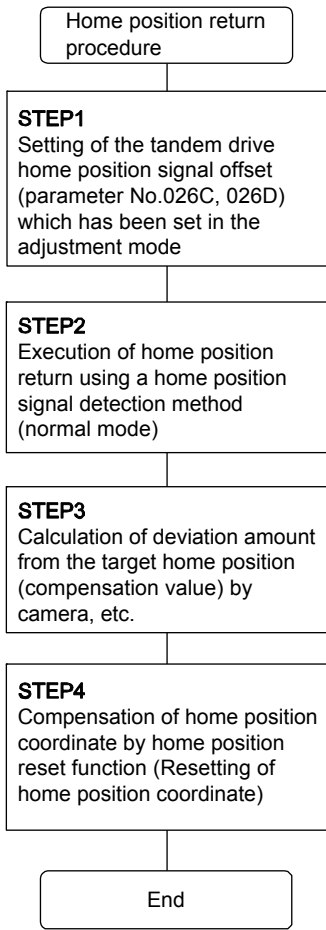 Home position return
procedure
STEP1
Setting of the tandem drive
home position signal offset
(parameter No.026C, 026D)
which has been set in the
adjustment mode
STEP2
Execution of home position
return using a home position
signal detection method
(normal mode)
STEP3
Calculation of deviation amount
from the target home position
(compensation value) by
camera, etc.
STEP4
Compensation of home position
coordinate by home position
reset function (Resetting of
home position coordinate)
End